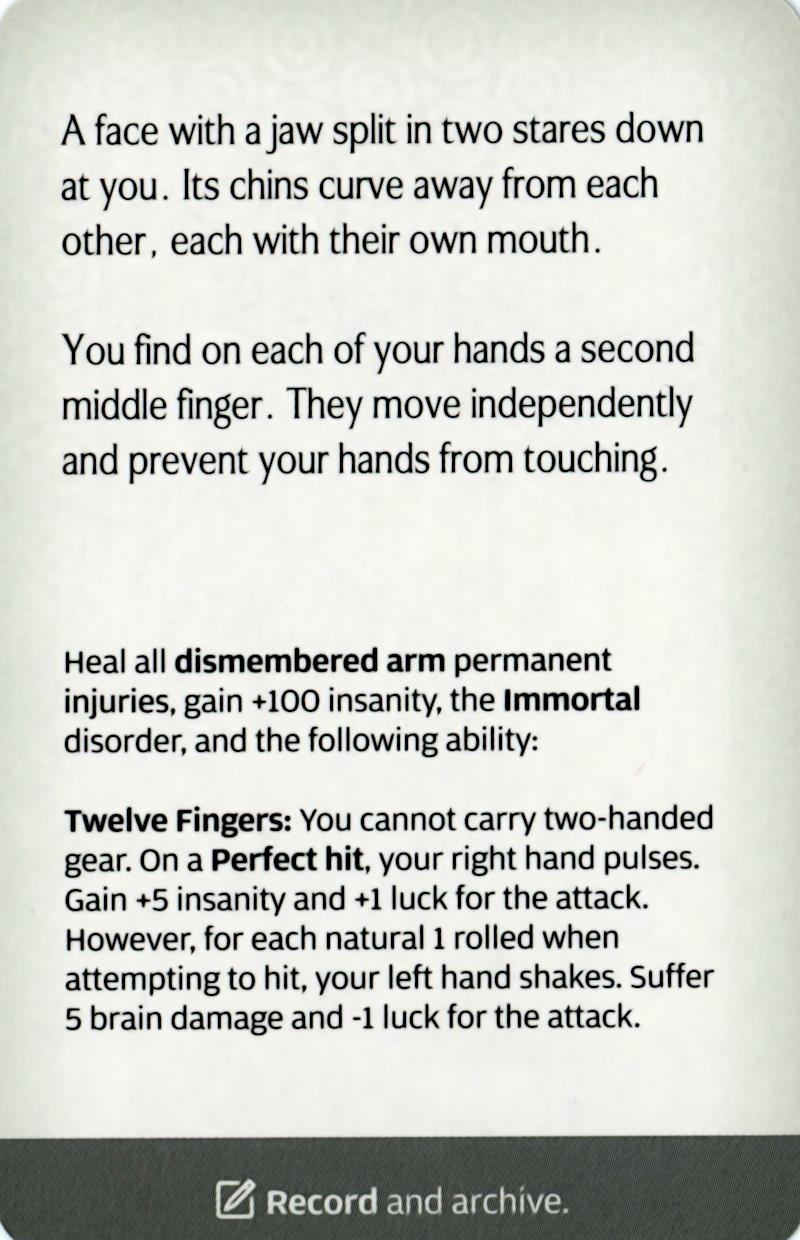 A face with a jaw split in two stares down
at you. Its chins curve away from each
other, each with their own mouth.
You find on each of your hands a second
middle finger. They move independently
and prevent your hands from touching.
Heal all dismembered arm permanent
injuries, gain +100 insanity, the Immortal
disorder, and the following ability:
Twelve Fingers: You cannot carry two-handed
gear. On a Perfect hit, your right hand pulses.
Gain +5 insanity and +1 luck for the attack.
However, for each natural 1 rolled when
attempting to hit, your left hand shakes. Suffer
5 brain damage and -1 luck for the attack.
Record and archive.